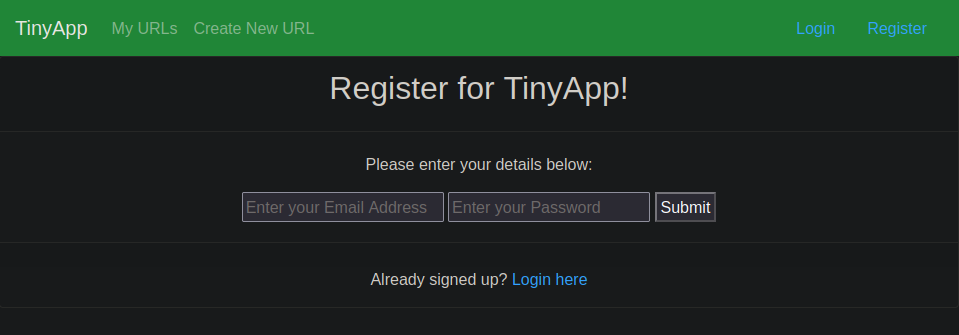 TinyApp My URLs Create New URL Login Register
Register for TinyApp!
Please enter your details below:
Enter your Email Address Enter your Password Submit
Already signed up? Login here